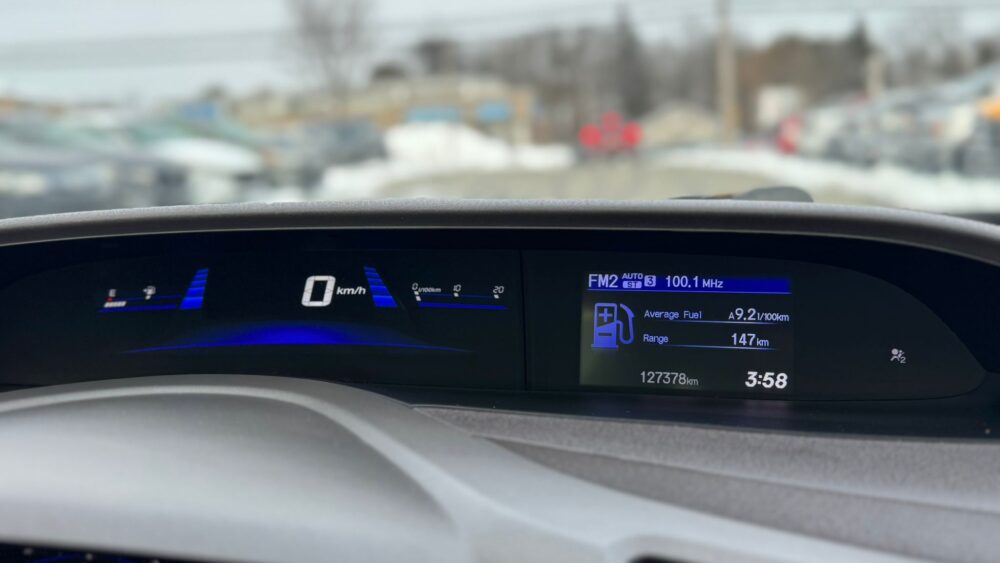 E
0 km/h
0 l/100km 10 20
FM2 AUTO ST 3 100.1 MHz
Average Fuel A9.2 l/100km
Range 147 km
127378 km 3:58
2